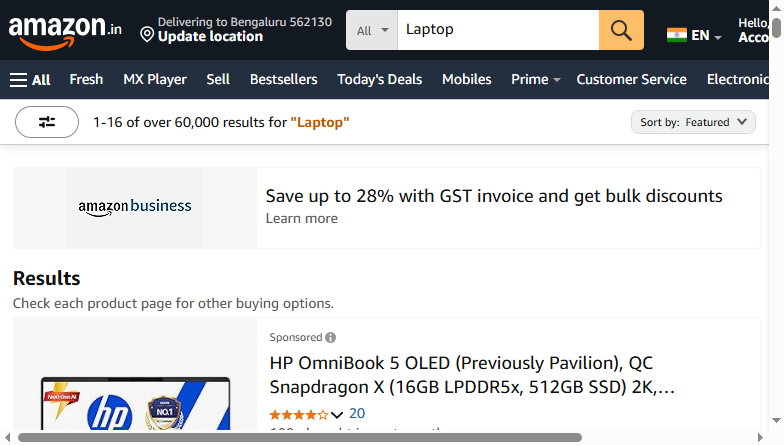 amazon.in
Delivering to Bengaluru 562130
Update location
All
Laptop
EN
Hello,
All
Fresh
MX Player
Sell
Bestsellers
Today's Deals
Mobiles
Prime
Customer Service
1-16 of over 60,000 results for "Laptop"
Sort by: Featured
amazon business
Save up to 28% with GST invoice and get bulk discounts
Learn more
Results
Check each product page for other buying options.
Sponsored
HP OmniBook 5 OLED (Previously Pavilion), QC
Snapdragon X (16GB LPDDR5x, 512GB SSD) 2K,…
20
Next Gen AI
hp
NO.1